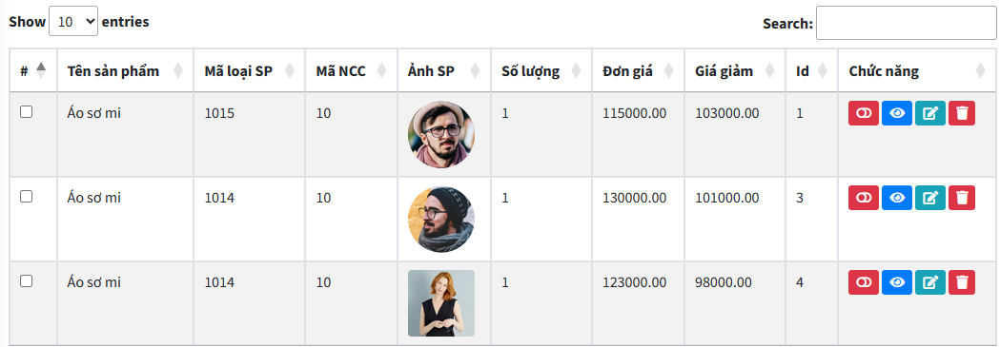 Show 10 entries
Search:
# Tên sản phẩm Mã loại SP Mã NCC Ảnh SP Số lượng Đơn giá Giá giảm Id Chức năng
Áo sơ mi 1015 10 1 115000.00 103000.00 1
Áo sơ mi 1014 10 1 130000.00 101000.00 3
Áo sơ mi 1014 10 1 123000.00 98000.00 4